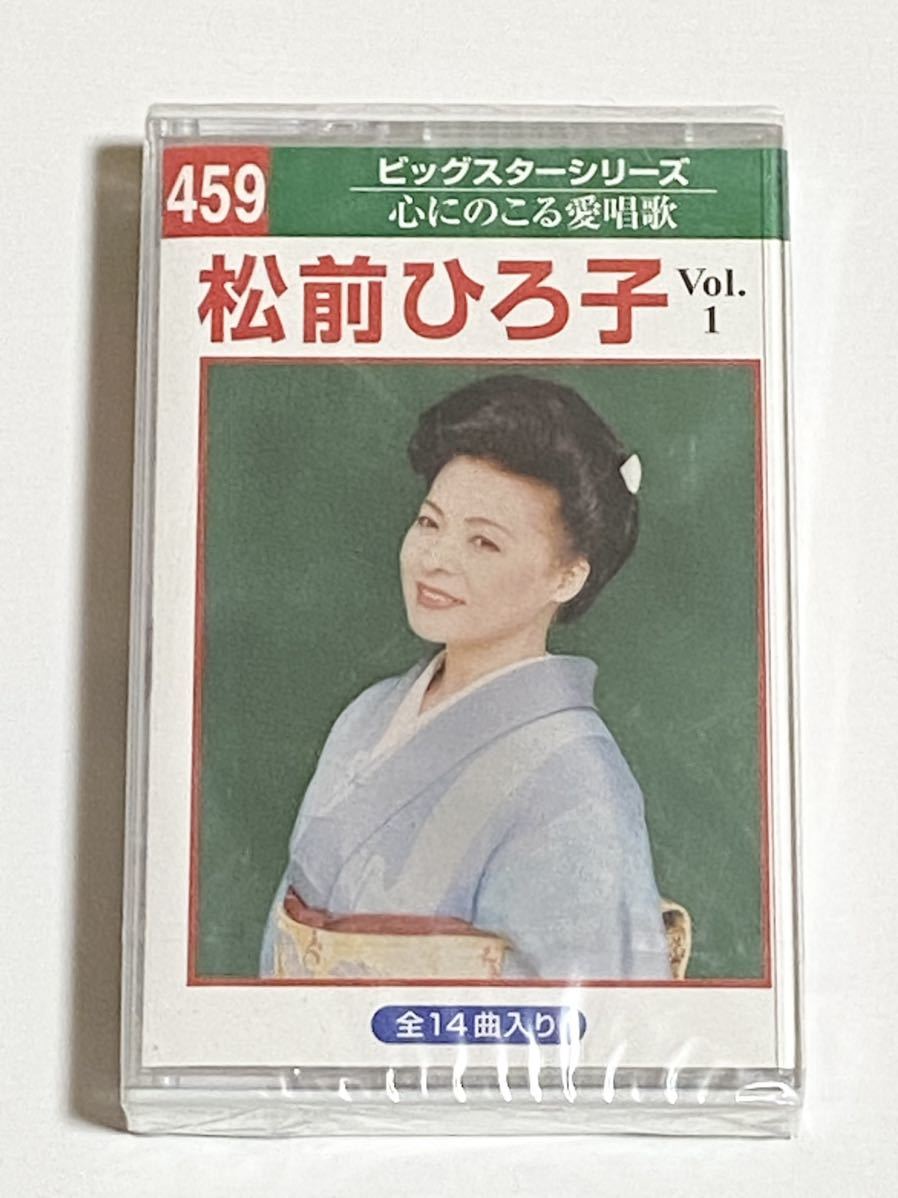 459
ビッグスターシリーズ
心にのこる愛唱歌
松前ひろ子
Vol.
1
全14曲入り